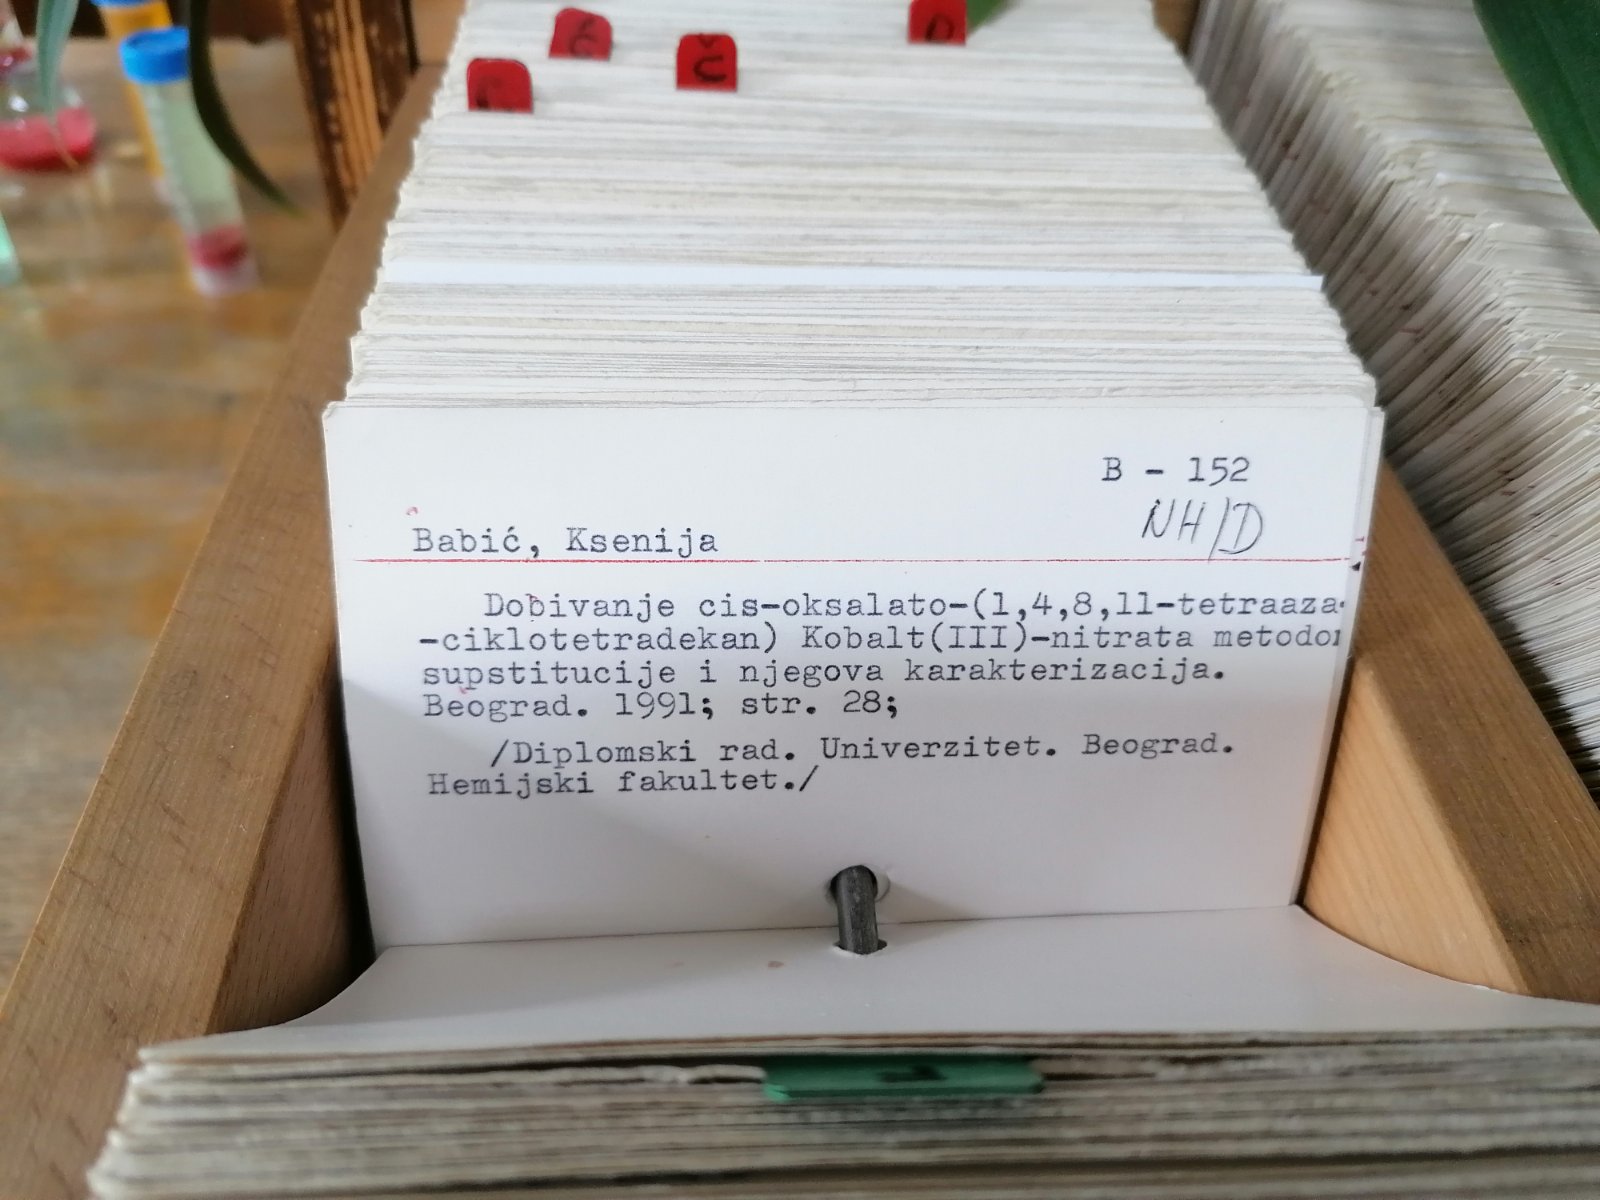 Ć
Č
D
B - 152
NH/D
Babić, Ksenija
Dobivanje cis-oksalato-(1,4,8,11-tetraaza-
-ciklotetradekan) Kobalt(III)-nitrata
supstitucije i njegova karakterizacija.
Beograd. 1991; str. 28;
/Diplomski rad. Univerzitet. Beograd.
Hemijski fakultet./